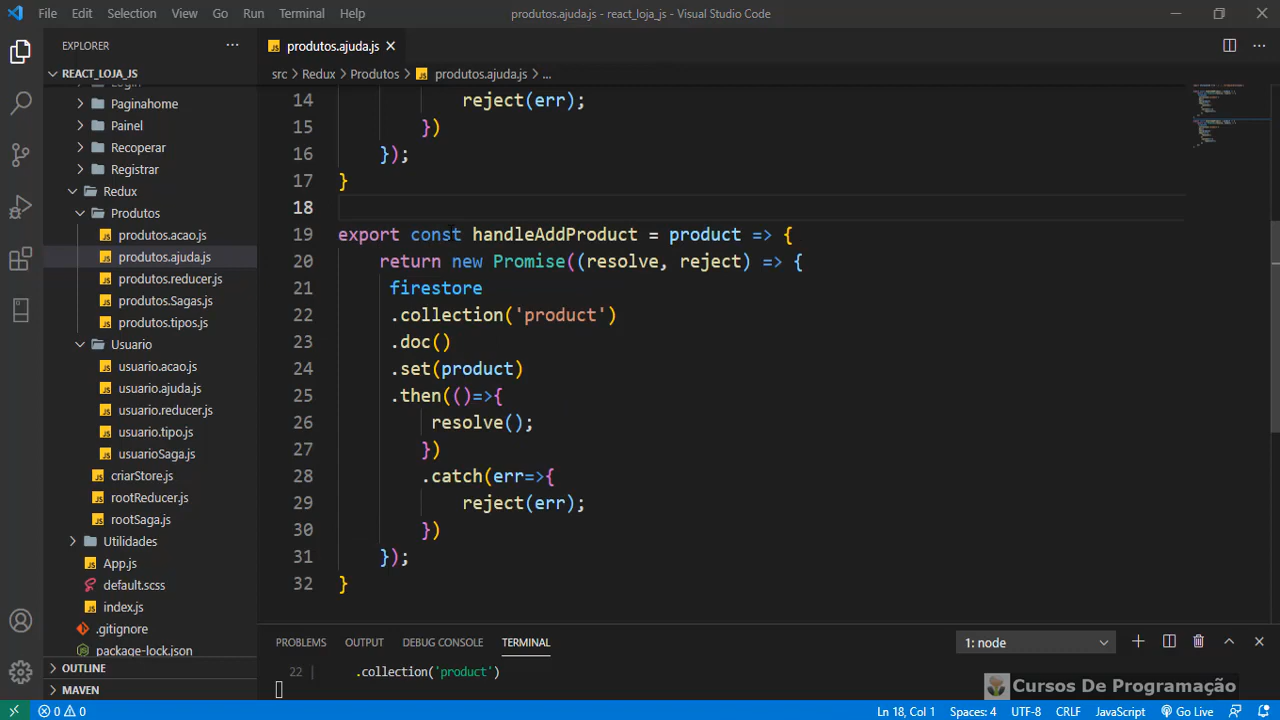 File Edit Selection View Go Run Terminal Help produtos.ajuda.js - react_loja_js - Visual Studio Code
EXPLORER
REACT_LOJA_JS
Paginahome
Painel
Recoperar
Registrar
Redux
Produtos
produtos.acao.js
produtos.ajuda.js
produtos.reducer.js
produtos.Sagas.js
produtos.tipos.js
Usuario
usuario.acao.js
usuario.ajuda.js
usuario.reducer.js
usuario.tipo.js
usuarioSaga.js
criarStore.js
rootReducer.js
rootSaga.js
Utilidades
App.js
default.scss
index.js
.gitignore
package-lock.json
OUTLINE
MAVEN
JS produtos.ajuda.js
src > Redux > Produtos > JS produtos.ajuda.js > ...
14 reject(err);
15 })
16 });
17 }
18
19 export const handleAddProduct = product => {
20 return new Promise((resolve, reject) => {
21 firestore
22 .collection('product')
23 .doc()
24 .set(product)
25 .then(()=>{
26 resolve();
27 })
28 .catch(err=>{
29 reject(err);
30 })
31 });
32 }
PROBLEMS OUTPUT DEBUG CONSOLE TERMINAL 1: node
22 | .collection('product')
Cursos De Programação
0 0 Ln 18, Col 1 Spaces: 4 UTF-8 CRLF JavaScript Go Live